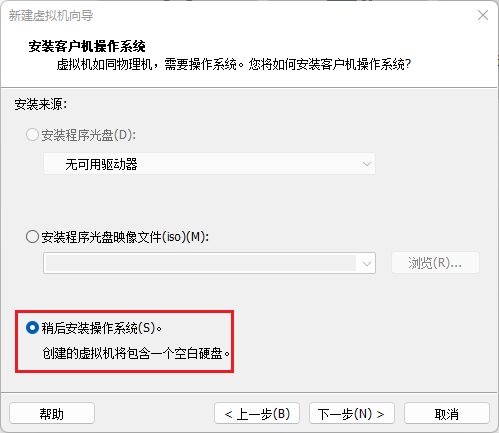 新建虚拟机向导
安装客户机操作系统
虚拟机如同物理机，需要操作系统。您将如何安装客户机操作系统?
安装来源:
安装程序光盘(D):
无可用驱动器
安装程序光盘映像文件(iso)(M):
浏览(R)...
稍后安装操作系统(S)。
创建的虚拟机将包含一个空白硬盘。
帮助
< 上一步(B)
下一步(N) >
取消